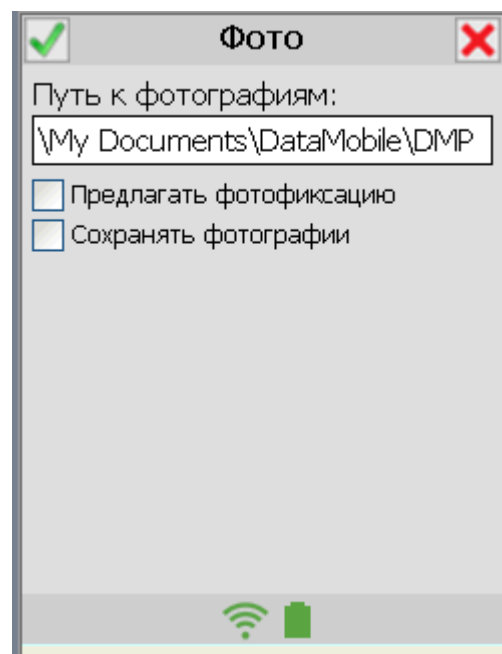 Фото
Путь к фотографиям:
\My Documents\DataMobile\DMP
Предлагать фотофиксацию
Сохранять фотографии